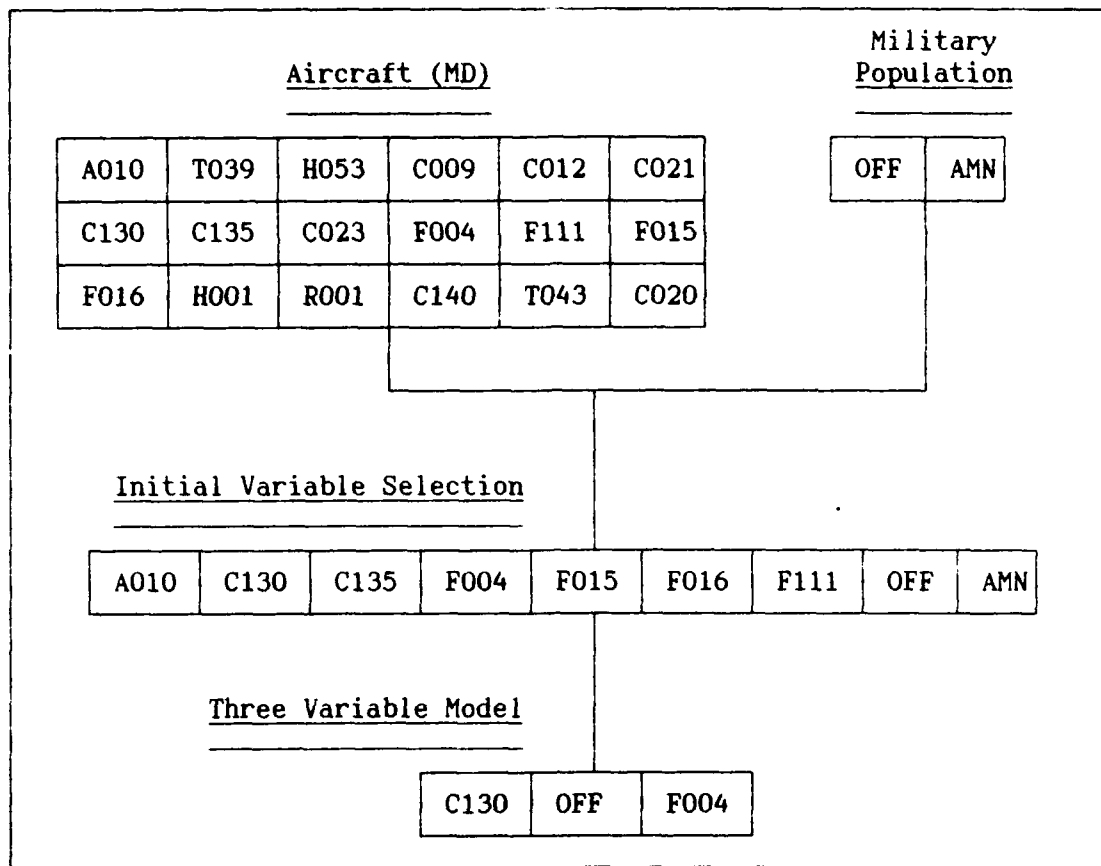 Aircraft (MD)
Military
Population
A010 T039 H053 C009 C012 C021
C130 C135 C023 F004 F111 F015
F016 H001 R001 C140 T043 C020
OFF AMN
Initial Variable Selection
A010 C130 C135 F004 F015 F016 F111 OFF AMN
Three Variable Model
C130 OFF F004